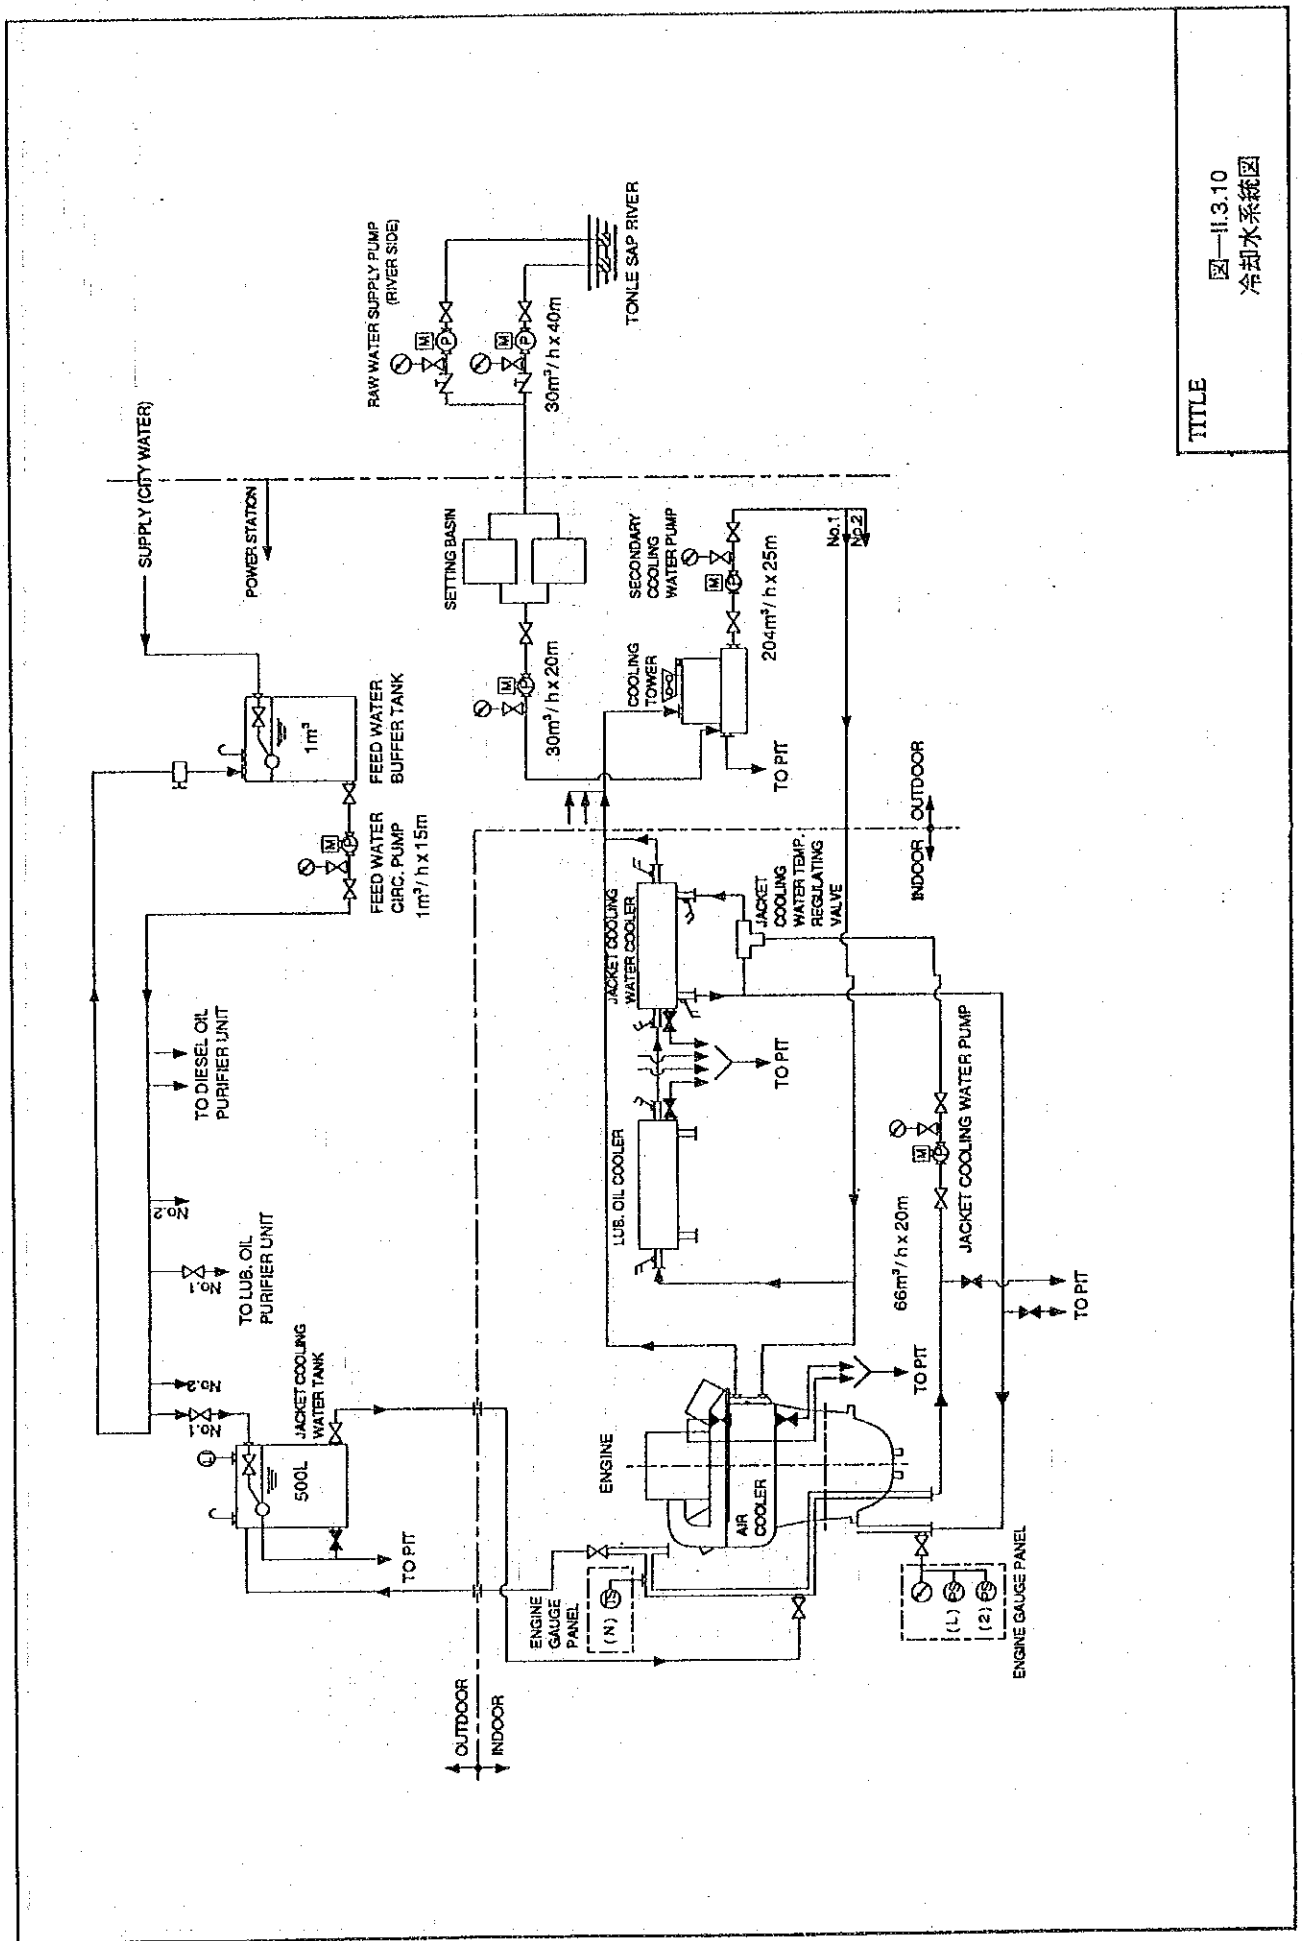 SUPPLY (CITY WATER)
POWER STATION
RAW WATER SUPPLY PUMP
(RIVER SIDE)
M
P
M
P
30m³/ h x 40m
TONLE SAP RIVER
1m³
FEED WATER
BUFFER TANK
M
P
FEED WATER
CIRC. PUMP
1m³/ h x 15m
SETTING BASIN
M
P
30m³/ h x 20m
COOLING
TOWER
TO PIT
SECONDARY
COOLING
WATER PUMP
M
P
204m³/ h x 25m
No.1
No.2
TO DIESEL OIL
PURIFIER UNIT
No.2
No.1
TO LUB. OIL
PURIFIER UNIT
No.2
No.1
JACKET COOLING
WATER TANK
L
500L
TO PIT
OUTDOOR
INDOOR
INDOOR
OUTDOOR
JACKET COOLING
WATER COOLER
JACKET
COOLING
WATER TEMP.
REGULATING
VALVE
LUB. OIL COOLER
TO PIT
M
P
66m³/ h x 20m
JACKET COOLING WATER PUMP
TO PIT
ENGINE
AIR
COOLER
TO PIT
ENGINE
GAUGE
PANEL
(N)
TS
(L)
PS
(2)
PS
ENGINE GAUGE PANEL
TITLE
図—II.3.10
冷却水系統図